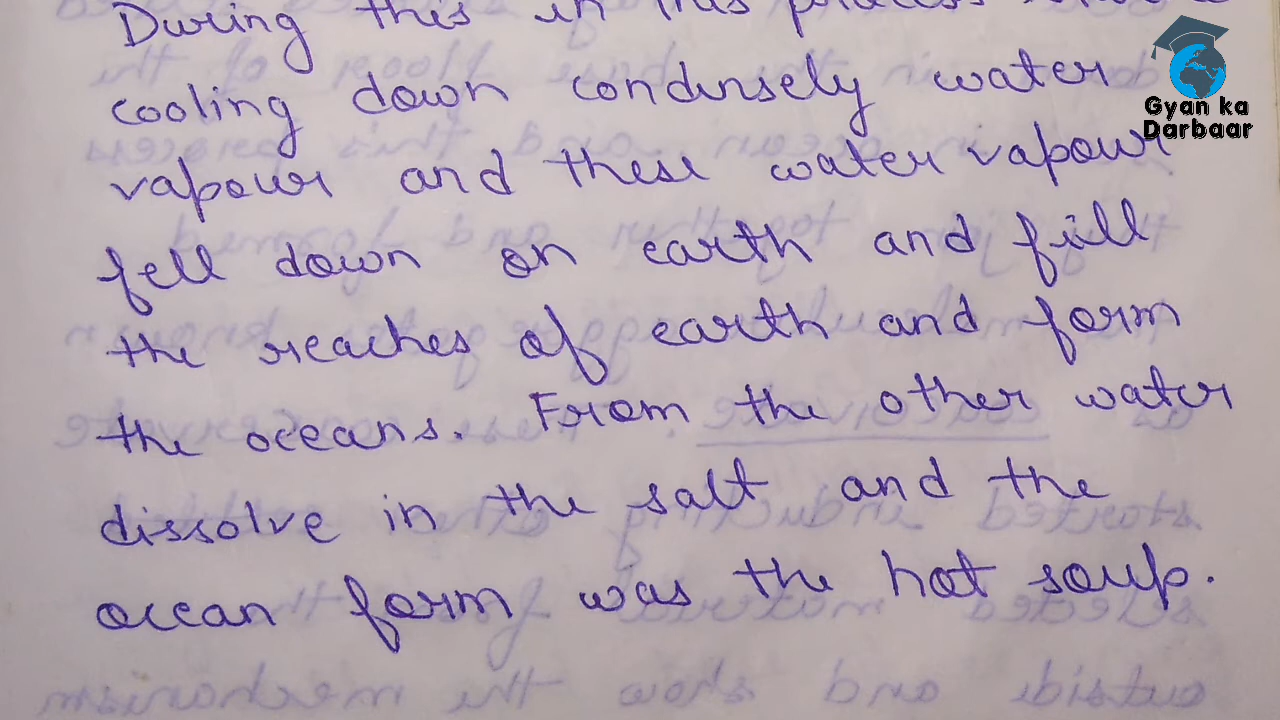 During this in this process
cooling down condensely water
vapour and these water vapour
fell down on earth and fill
the reaches of earth and form
the oceans. From the other water
dissolve in the salt and the
ocean form was the hot soup.
Gyan ka
Darbaar